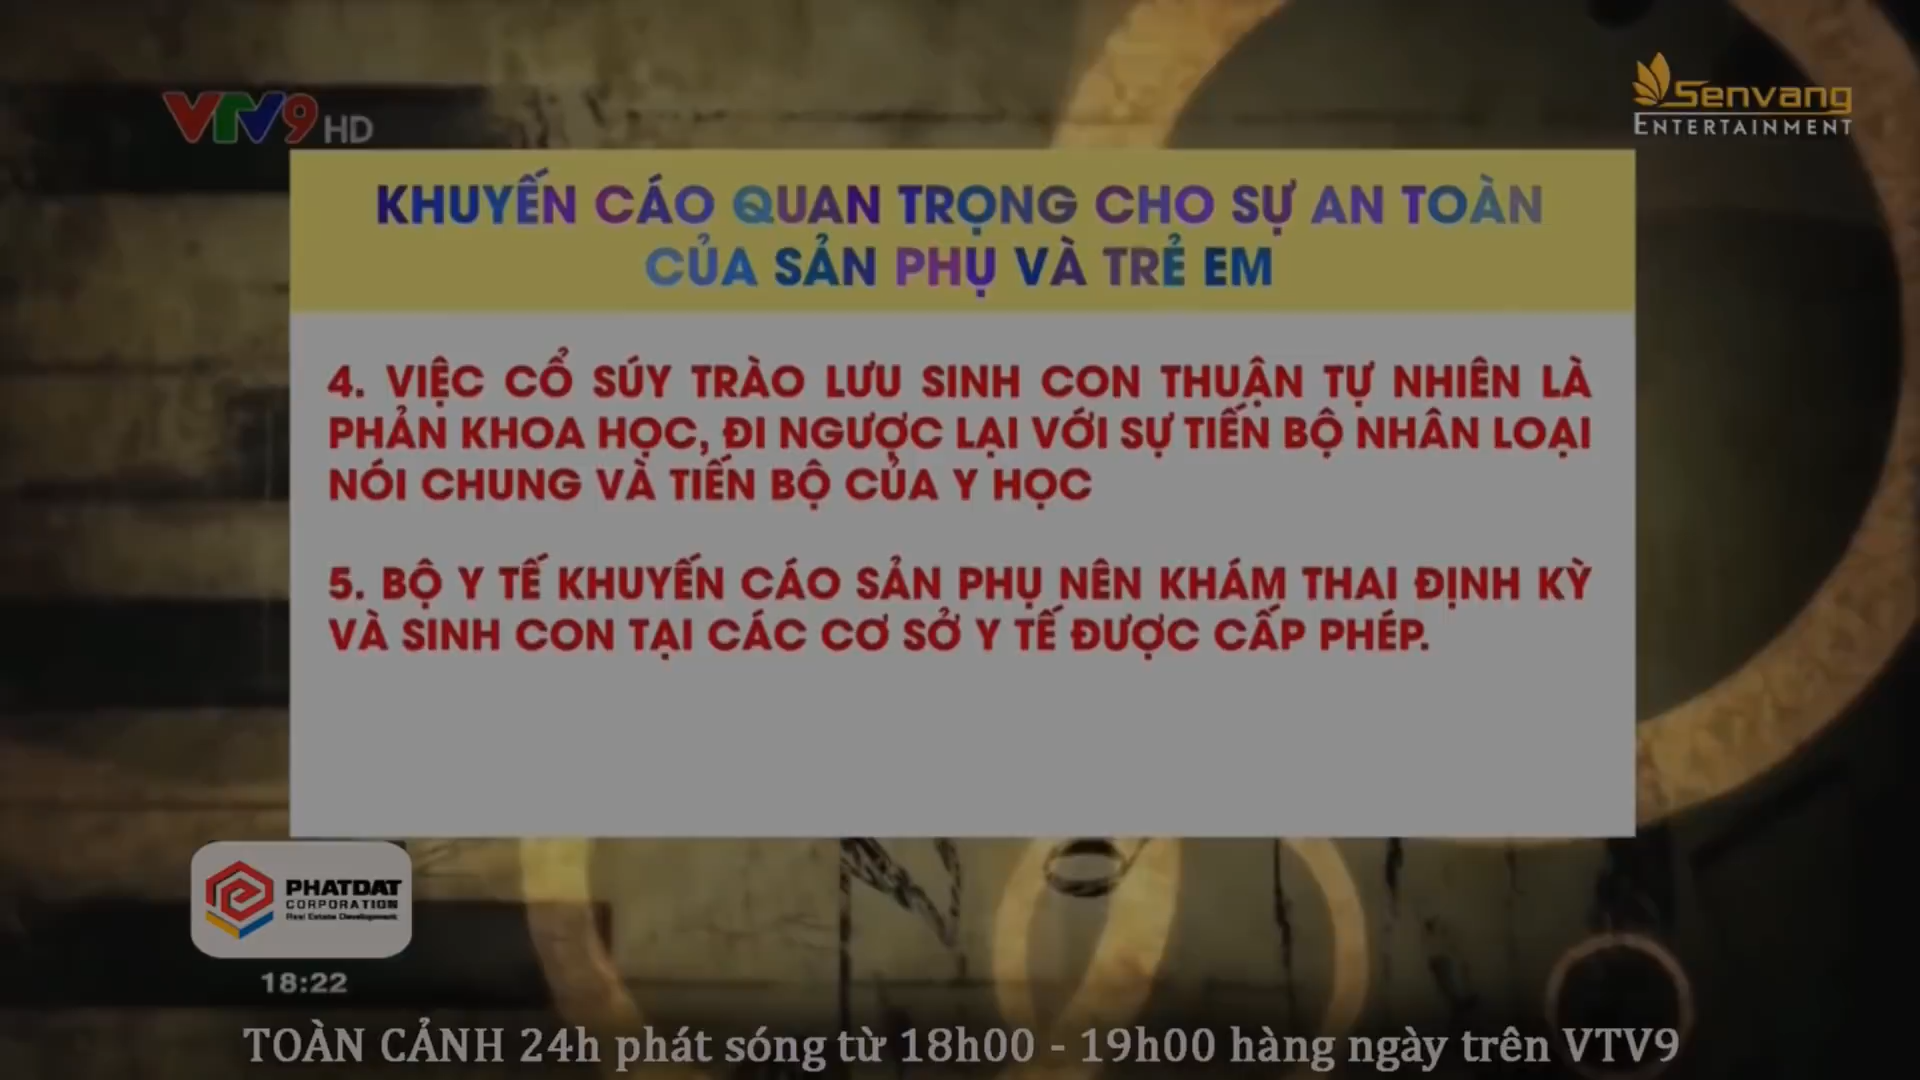 VTV9 HD
Senvang
ENTERTAINMENT
KHUYẾN CÁO QUAN TRỌNG CHO SỰ AN TOÀN
CỦA SẢN PHỤ VÀ TRẺ EM
4. VIỆC CỔ SÚY TRÀO LƯU SINH CON THUẬN TỰ NHIÊN LÀ
PHẢN KHOA HỌC, ĐI NGƯỢC LẠI VỚI SỰ TIẾN BỘ NHÂN LOẠI
NÓI CHUNG VÀ TIẾN BỘ CỦA Y HỌC
5. BỘ Y TẾ KHUYẾN CÁO SẢN PHỤ NÊN KHÁM THAI ĐỊNH KỲ
VÀ SINH CON TẠI CÁC CƠ SỞ Y TẾ ĐƯỢC CẤP PHÉP.
PHATDAT
CORPORATION
Real Estate Development
18:22
TOÀN CẢNH 24h phát sóng từ 18h00 - 19h00 hàng ngày trên VTV9